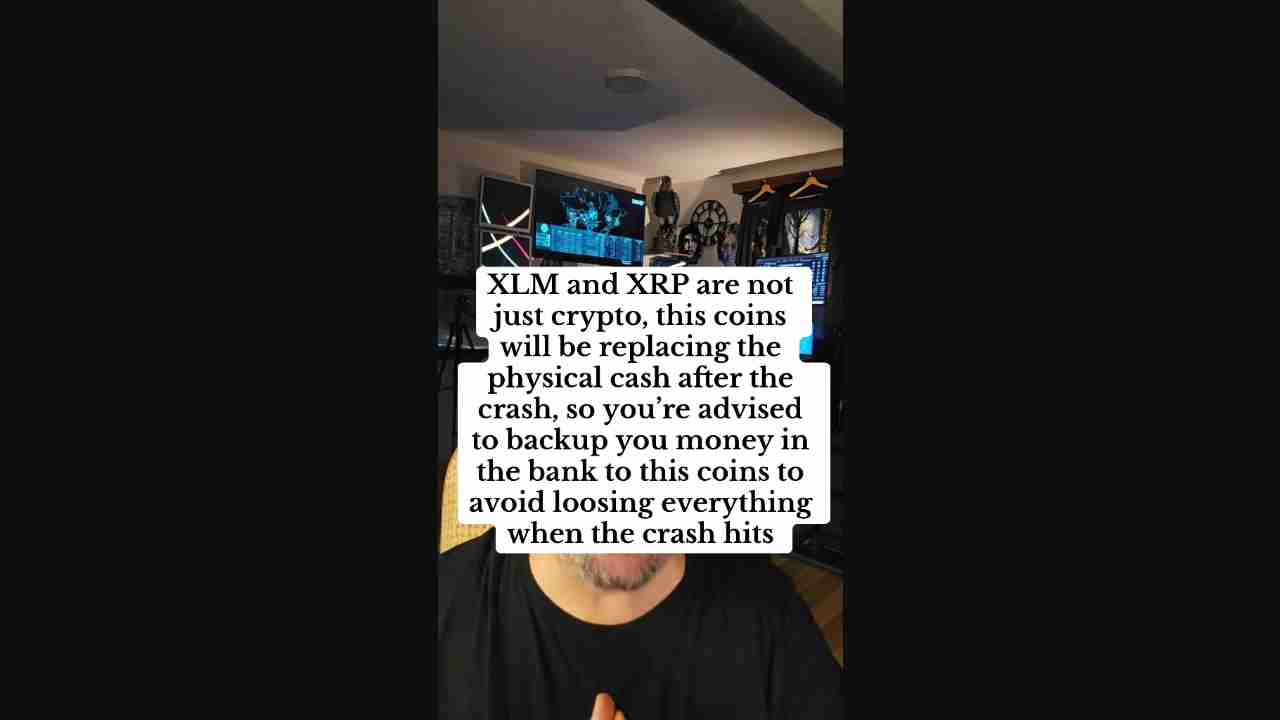 XLM and XRP are not
just crypto, this coins
will be replacing the
physical cash after the
crash, so you’re advised
to backup you money in
the bank to this coins to
avoid loosing everything
when the crash hits